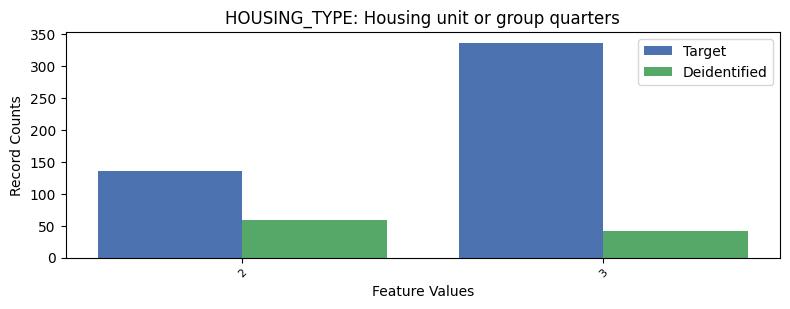 HOUSING_TYPE: Housing unit or group quarters
Target
Deidentified
Record Counts
350
300
250
200
150
100
50
0
2
3
Feature Values